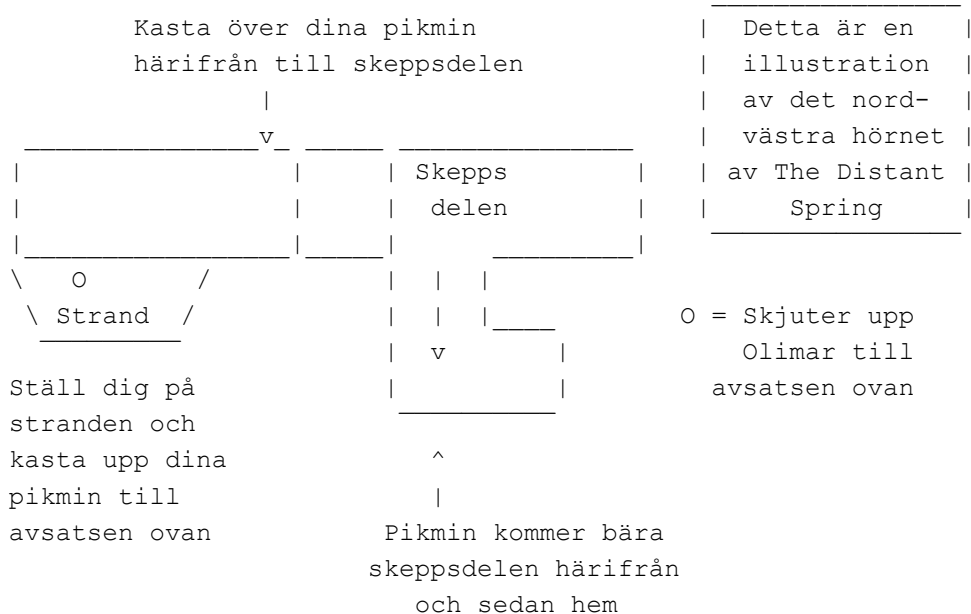 Kasta över dina pikmin
härifrån till skeppsdelen
Detta är en
illustration
av det nord-
västra hörnet
av The Distant
Spring
Skepps
delen
O
Strand
O = Skjuter upp
Olimar till
avsatsen ovan
Ställ dig på
stranden och
kasta upp dina
pikmin till
avsatsen ovan
Pikmin kommer bära
skeppsdelen härifrån
och sedan hem